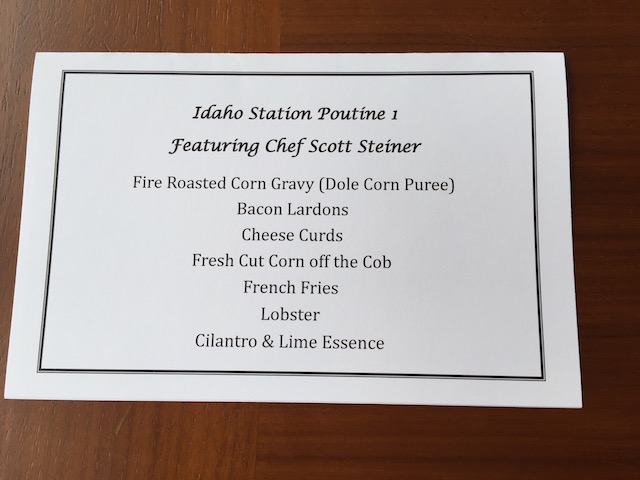 Idaho Station Poutine 1
Featuring Chef Scott Steiner
Fire Roasted Corn Gravy (Dole Corn Puree)
Bacon Lardons
Cheese Curds
Fresh Cut Corn off the Cob
French Fries
Lobster
Cilantro & Lime Essence